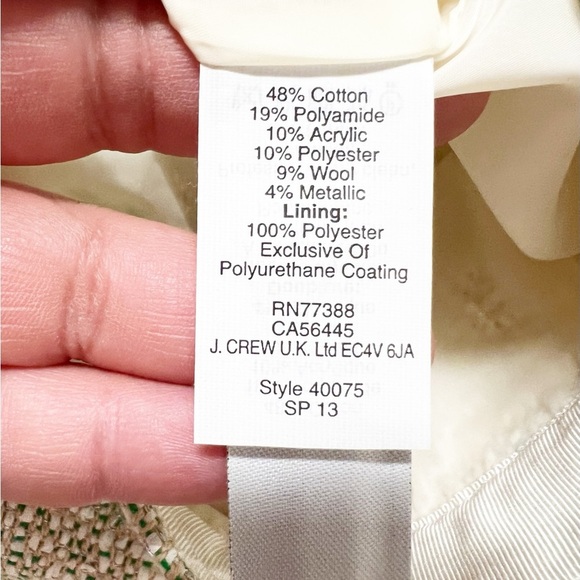 48% Cotton
19% Polyamide
10% Acrylic
10% Polyester
9% Wool
4% Metallic
Lining:
100% Polyester
Exclusive Of
Polyurethane Coating
RN77388
CA56445
J. CREW U.K. Ltd EC4V 6JA
Style 40075
SP 13